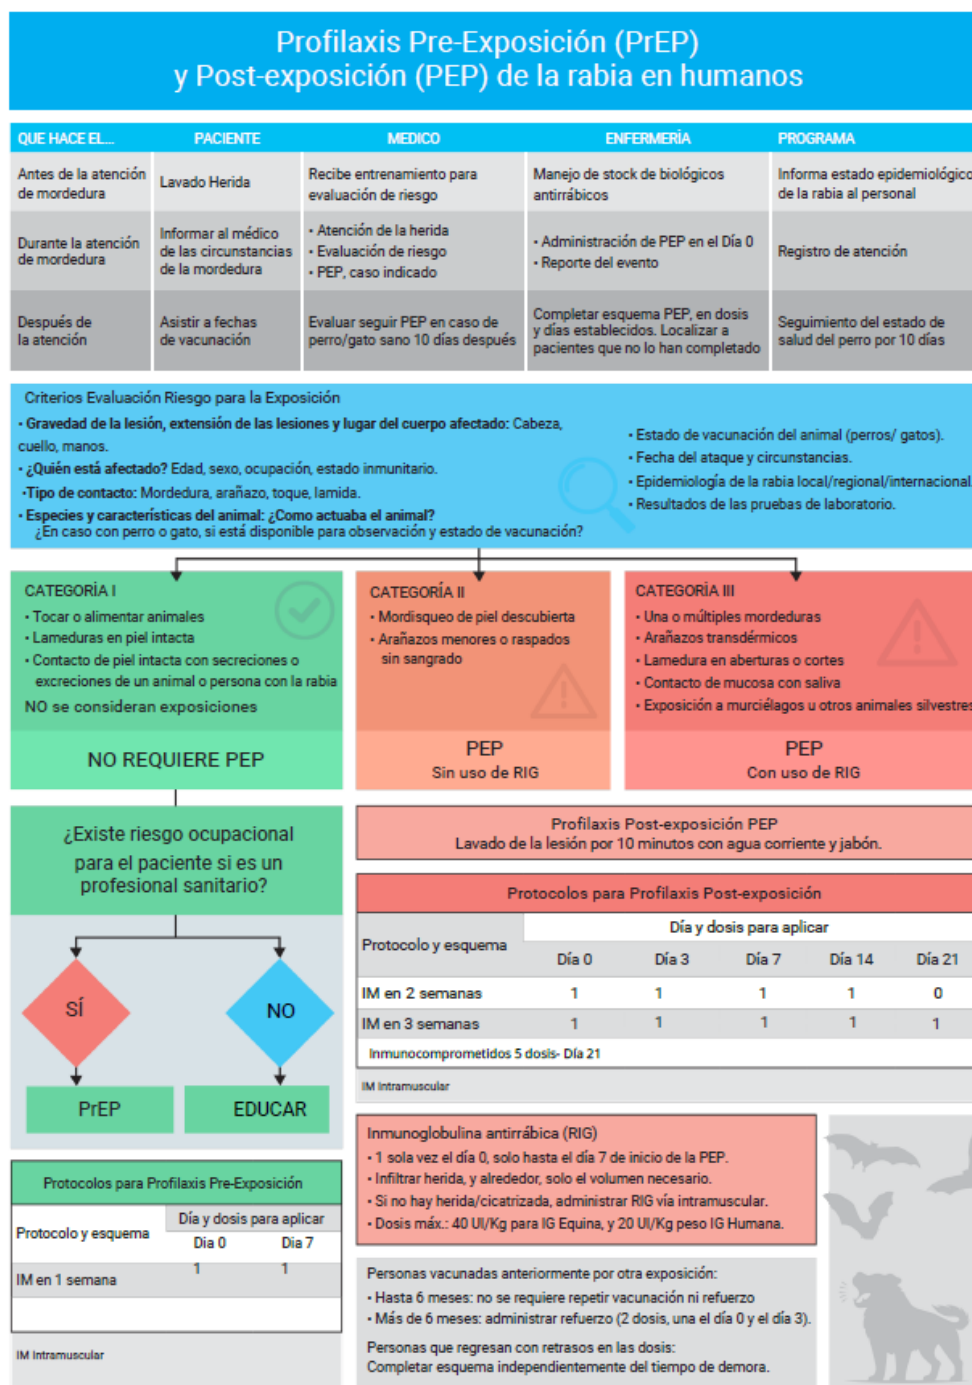 Profilaxis Pre-Exposición (PrEP)
y Post-exposición (PEP) de la rabia en humanos
QUE HACE EL... PACIENTE MEDICO ENFERMERÍA PROGRAMA
Antes de la atención
de mordedura
Lavado Herida
Recibe entrenamiento para
evaluación de riesgo
Manejo de stock de biológicos
antirrábicos
Informa estado epidemiológico
de la rabia al personal
Durante la atención
de mordedura
Informar al médico
de las circunstancias
de la mordedura
• Atención de la herida
• Evaluación de riesgo
• PEP, caso indicado
• Administración de PEP en el Día 0
• Reporte del evento
Registro de atención
Después de
la atención
Asistir a fechas
de vacunación
Evaluar seguir PEP en caso de
perro/gato sano 10 días después
Completar esquema PEP, en dosis
y días establecidos. Localizar a
pacientes que no lo han completado
Seguimiento del estado de
salud del perro por 10 días
Criterios Evaluación Riesgo para la Exposición
• Gravedad de la lesión, extensión de las lesiones y lugar del cuerpo afectado: Cabeza,
cuello, manos.
• ¿Quién está afectado? Edad, sexo, ocupación, estado inmunitario.
•Tipo de contacto: Mordedura, arañazo, toque, lamida.
• Especies y características del animal: ¿Como actuaba el animal?
¿En caso con perro o gato, si está disponible para observación y estado de vacunación?
• Estado de vacunación del animal (perros/ gatos).
• Fecha del ataque y circunstancias.
• Epidemiología de la rabia local/regional/internacional.
• Resultados de las pruebas de laboratorio.
CATEGORÍA I
• Tocar o alimentar animales
• Lameduras en piel intacta
• Contacto de piel intacta con secreciones o
excreciones de un animal o persona con la rabia
NO se consideran exposiciones
NO REQUIERE PEP
CATEGORÍA II
• Mordisqueo de piel descubierta
• Arañazos menores o raspados
sin sangrado
PEP
Sin uso de RIG
CATEGORÍA III
• Una o múltiples mordeduras
• Arañazos transdérmicos
• Lamedura en aberturas o cortes
• Contacto de mucosa con saliva
• Exposición a murciélagos u otros animales silvestres
PEP
Con uso de RIG
¿Existe riesgo ocupacional
para el paciente si es un
profesional sanitario?
SÍ
NO
PrEP
EDUCAR
Protocolos para Profilaxis Pre-Exposición
Protocolo y esquema
Día y dosis para aplicar
Dia 0 Dia 7
IM en 1 semana 1 1
IM Intramuscular
Profilaxis Post-exposición PEP
Lavado de la lesión por 10 minutos con agua corriente y jabón.
Protocolos para Profilaxis Post-exposición
Protocolo y esquema
Día y dosis para aplicar
Día 0 Día 3 Día 7 Día 14 Día 21
IM en 2 semanas 1 1 1 1 0
IM en 3 semanas 1 1 1 1 1
Inmunocomprometidos 5 dosis- Día 21
IM Intramuscular
Inmunoglobulina antirrábica (RIG)
• 1 sola vez el día 0, solo hasta el día 7 de inicio de la PEP.
• Infiltrar herida, y alrededor, solo el volumen necesario.
• Si no hay herida/cicatrizada, administrar RIG vía intramuscular.
• Dosis máx.: 40 UI/Kg para IG Equina, y 20 UI/Kg peso IG Humana.
Personas vacunadas anteriormente por otra exposición:
• Hasta 6 meses: no se requiere repetir vacunación ni refuerzo
• Más de 6 meses: administrar refuerzo (2 dosis, una el día 0 y el día 3).
Personas que regresan con retrasos en las dosis:
Completar esquema independientemente del tiempo de demora.